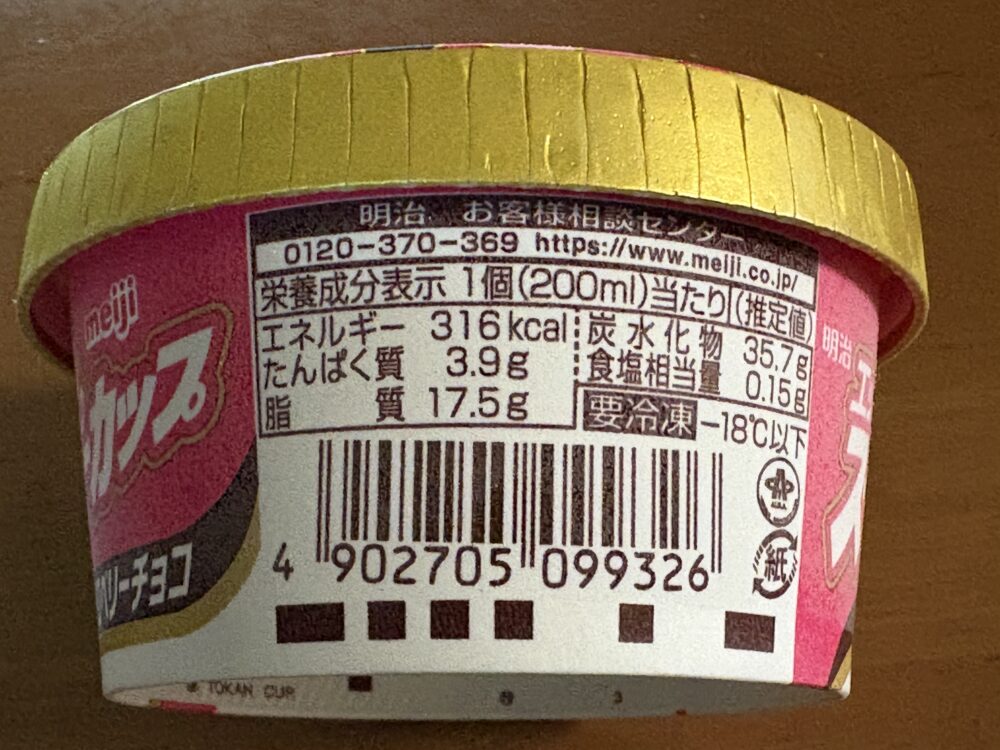 明治 お客様相談センター
0120-370-369 https://www.meiji.co.jp/
栄養成分表示 1個(200ml)当たり(推定値)
エネルギー 316kcal
たんぱく質 3.9g
脂質 17.5g
炭水化物 35.7g
食塩相当量 0.15g
要冷凍 -18℃以下
4 902705 099326
紙
meiji
カップ
リーチョコ
明治
TOKAN CUP
3